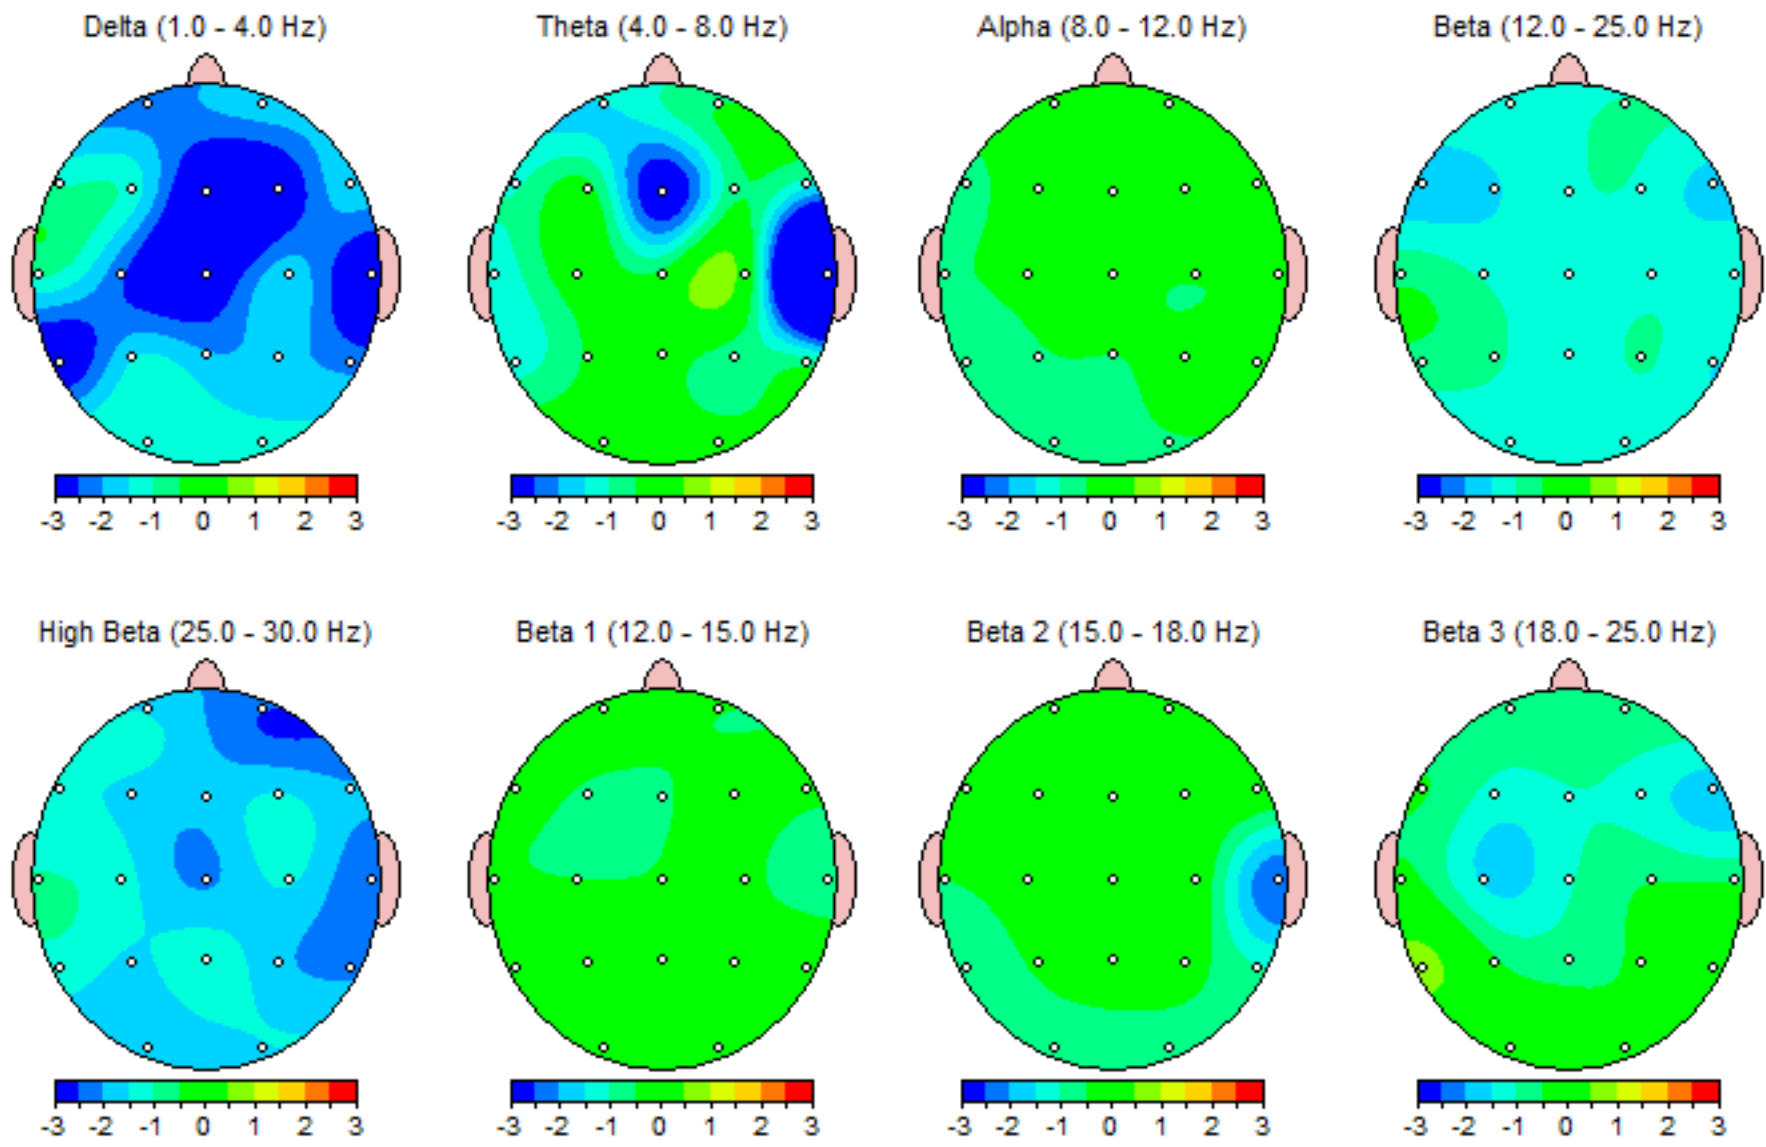 Delta (1.0 - 4.0 Hz) Theta (4.0 - 8.0 Hz) Alpha (8.0 - 12.0 Hz) Beta (12.0 - 25.0 Hz)
-3 -2 -1 0 1 2 3 -3 -2 -1 0 1 2 3 -3 -2 -1 0 1 2 3 -3 -2 -1 0 1 2 3
High Beta (25.0 - 30.0 Hz) Beta 1 (12.0 - 15.0 Hz) Beta 2 (15.0 - 18.0 Hz) Beta 3 (18.0 - 25.0 Hz)
-3 -2 -1 0 1 2 3 -3 -2 -1 0 1 2 3 -3 -2 -1 0 1 2 3 -3 -2 -1 0 1 2 3